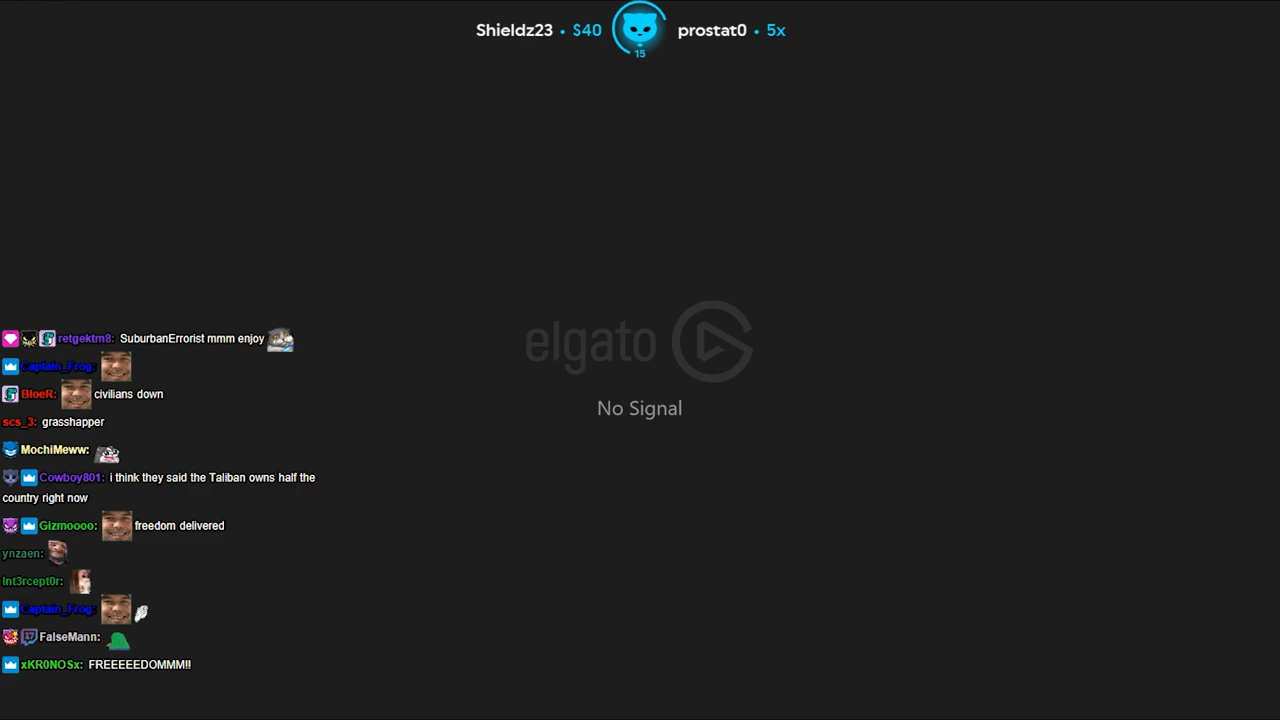 Shieldz23 • $40 prostat0 • 5x
15
elgato
No Signal
retgektm8: SuburbanErrorist mmm enjoy
Captain_Frog:
BloeR: civilians down
scs_3: grasshapper
MochiMeww:
Cowboy801: i think they said the Taliban owns half the
country right now
Gizmoooo: freedom delivered
ynzaen:
Int3rcept0r:
Captain_Frog:
17 FalseMann:
xKR0NOSx: FREEEEEDOMMM!!